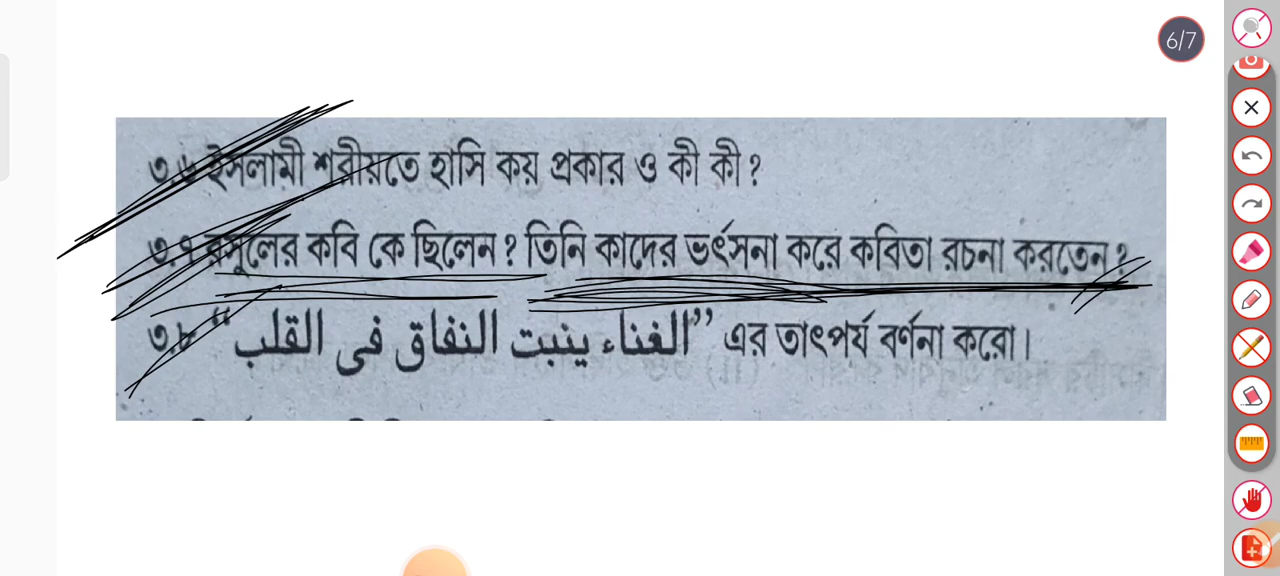 6/7
৩.৬ ইসলামী শরীয়তে হাসি কয় প্রকার ও কী কী?
৩.৭ রসূলের কবি কে ছিলেন? তিনি কাদের ভর্ৎসনা করে কবিতা রচনা করতেন?
৩.৮ “الغناء ينبت النفاق فى القلب” এর তাৎপর্য বর্ণনা করো।